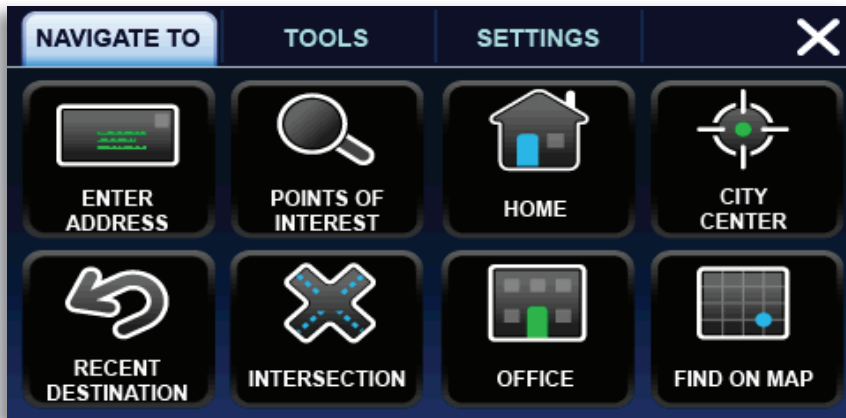 NAVIGATE TO
TOOLS
SETTINGS
ENTER
ADDRESS
POINTS OF
INTEREST
HOME
CITY
CENTER
RECENT
DESTINATION
INTERSECTION
OFFICE
FIND ON MAP